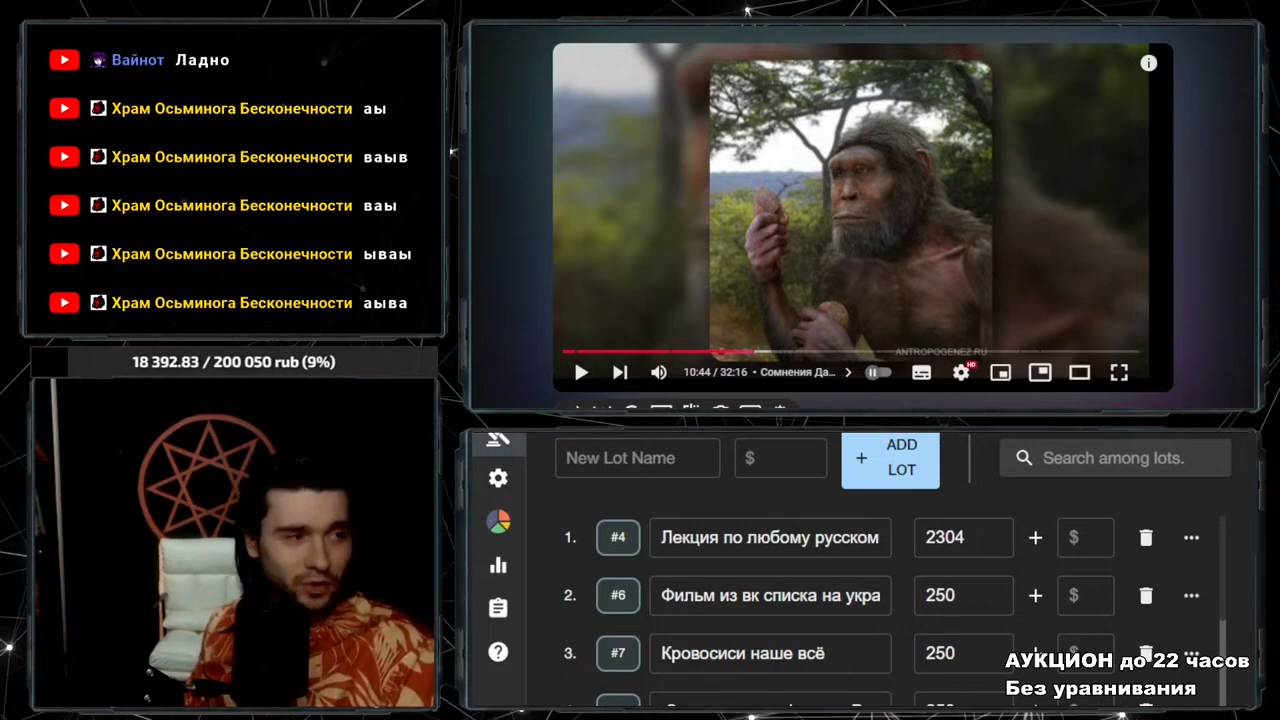 Вайнот Ладно
Храм Осьминога Бесконечности аы
Храм Осьминога Бесконечности ваыв
Храм Осьминога Бесконечности ваы
Храм Осьминога Бесконечности ываы
Храм Осьминога Бесконечности аыва
18 392.83 / 200 050 rub (9%)
ANTROPOGENEZ.RU
10:44 / 32:16 • Сомнения Да...
HD
New Lot Name
$
+ ADD LOT
Search among lots.
1. #4 Лекция по любому русском 2304 + $
2. #6 Фильм из вк списка на укра 250 + $
3. #7 Кровосиси наше всё 250 + $
АУКЦИОН до 22 часов
Без уравнивания